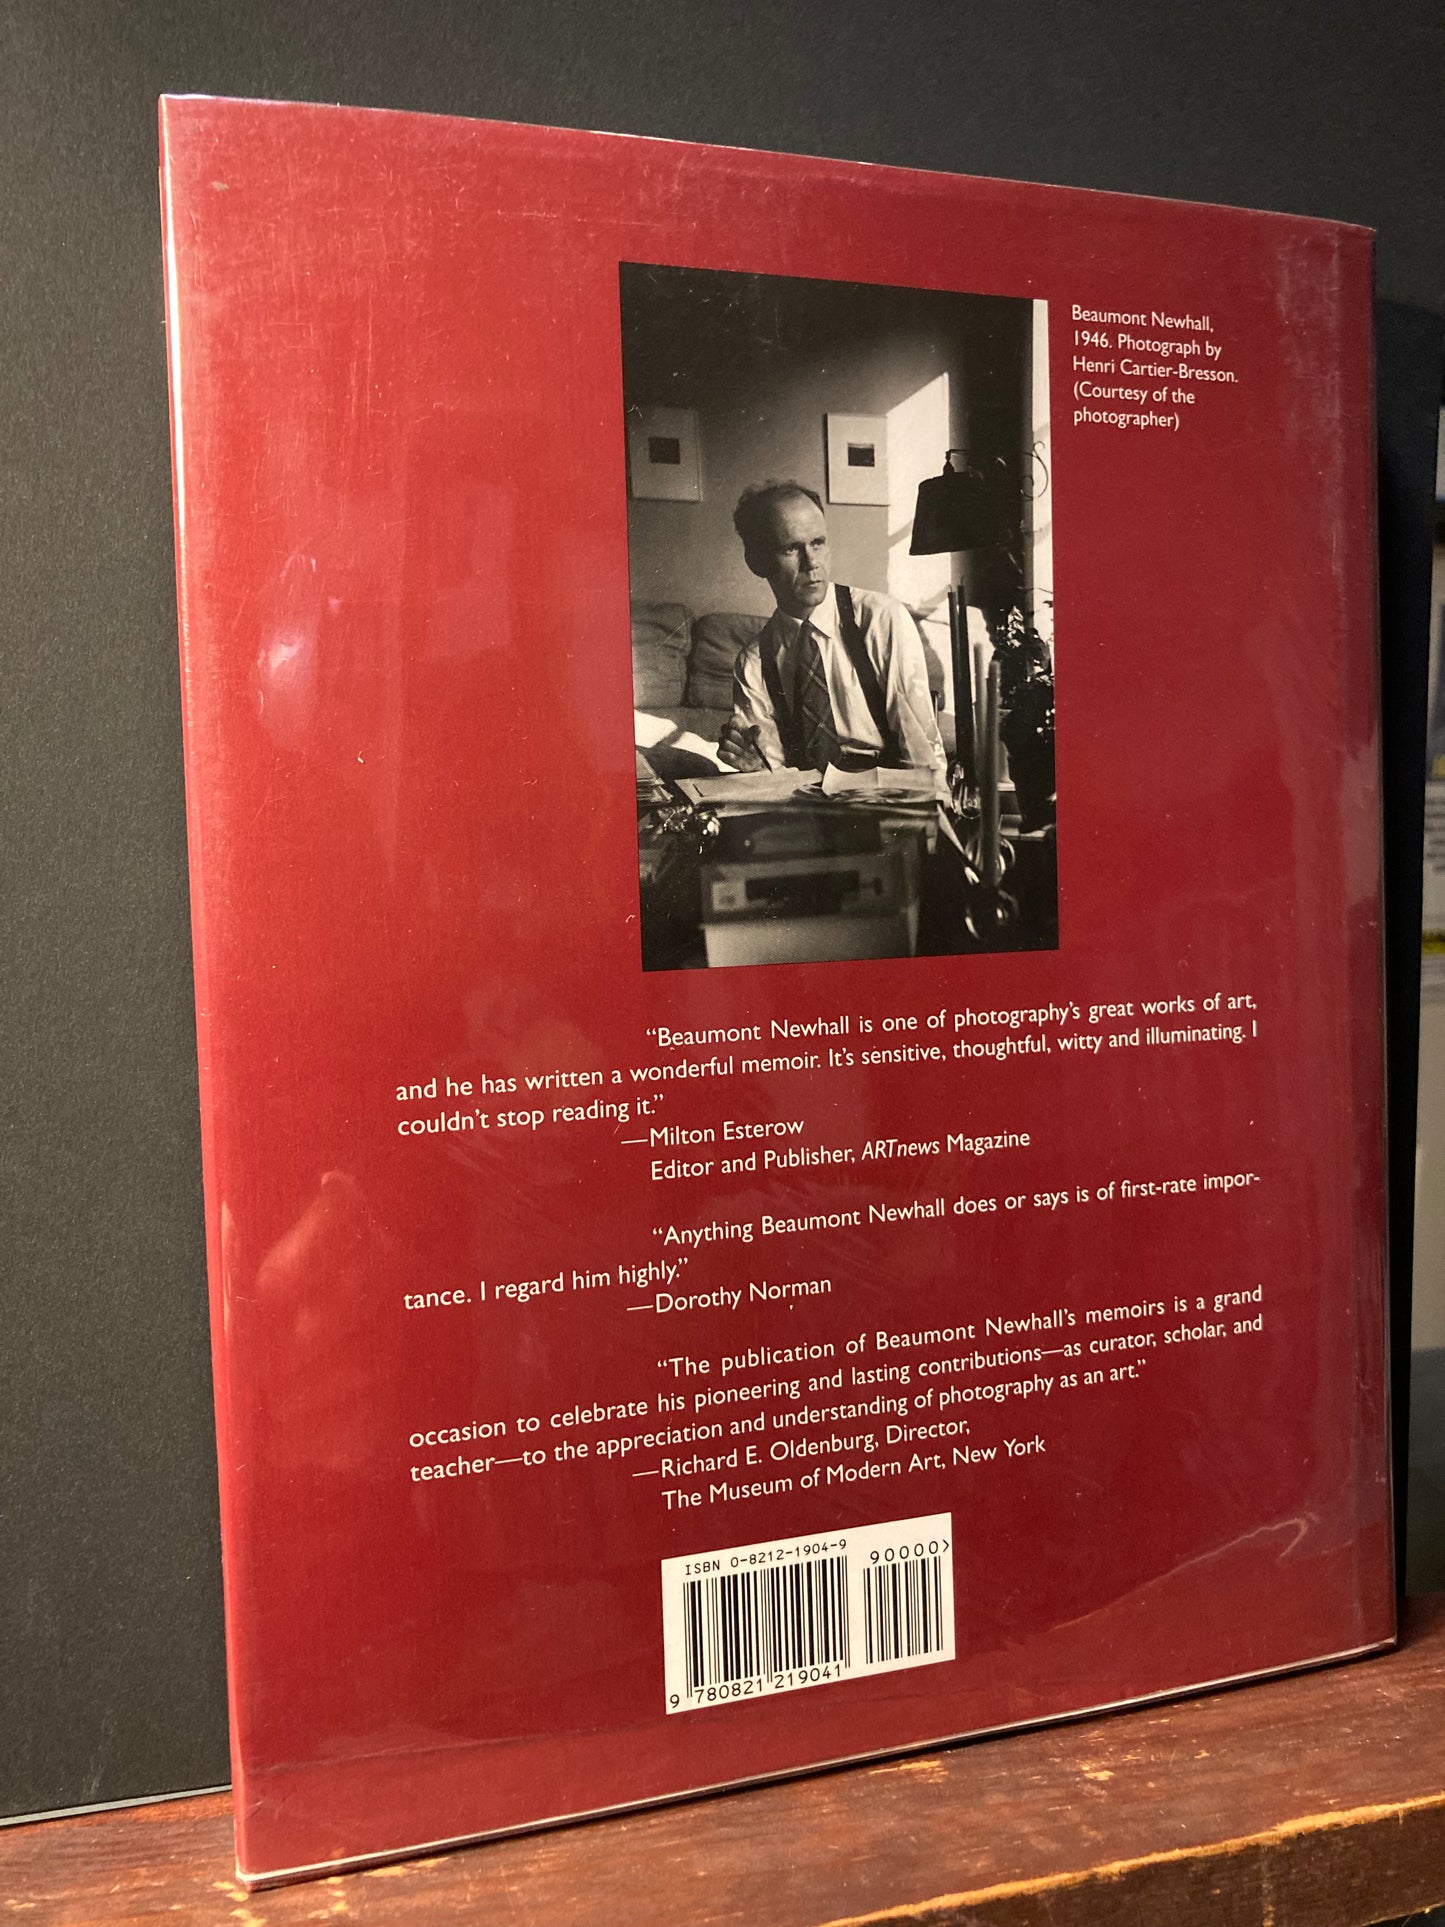 Beaumont Newhall,
1946. Photograph by
Henri Cartier-Bresson.
(Courtesy of the
photographer)
“Beaumont Newhall is one of photography’s great works of art,
and he has written a wonderful memoir. It’s sensitive, thoughtful, witty and illuminating. I
couldn’t stop reading it.”
—Milton Esterow
Editor and Publisher, ARTnews Magazine
“Anything Beaumont Newhall does or says is of first-rate impor-
tance. I regard him highly.”
—Dorothy Norman
“The publication of Beaumont Newhall’s memoirs is a grand
occasion to celebrate his pioneering and lasting contributions—as curator, scholar, and
teacher—to the appreciation and understanding of photography as an art.”
—Richard E. Oldenburg, Director,
The Museum of Modern Art, New York
ISBN 0-8212-1904-9
90000>
9 780821 219041